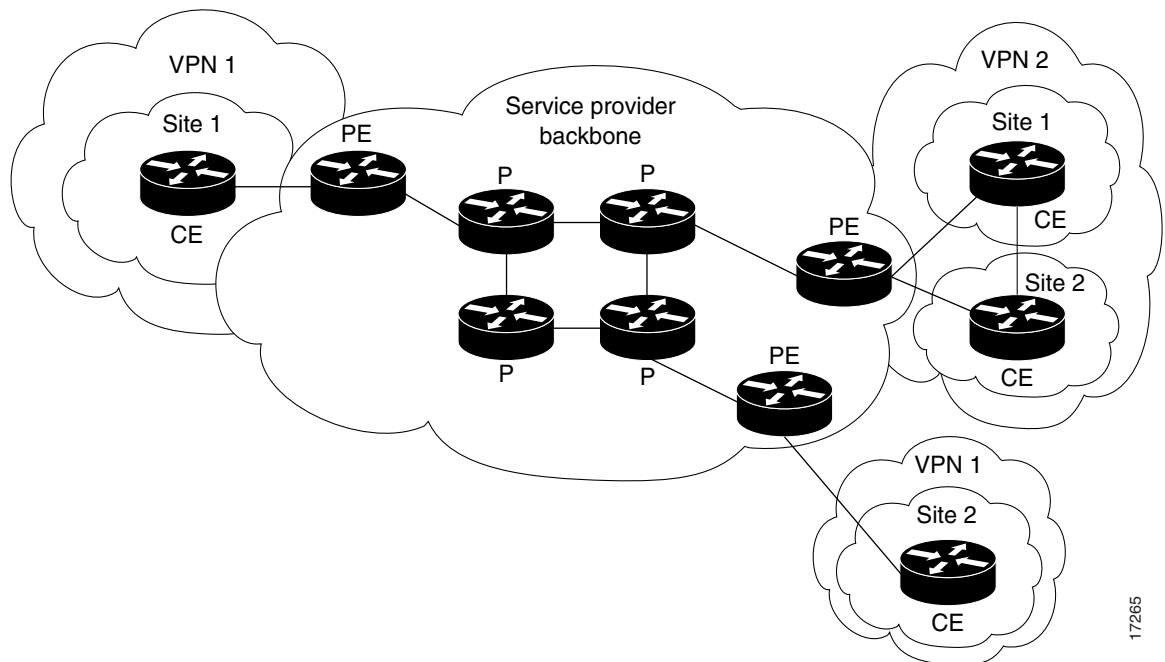 VPN 1
Site 1
CE
PE
Service provider
backbone
P
P
P
P
PE
PE
VPN 2
Site 1
CE
Site 2
CE
VPN 1
Site 2
CE
17265